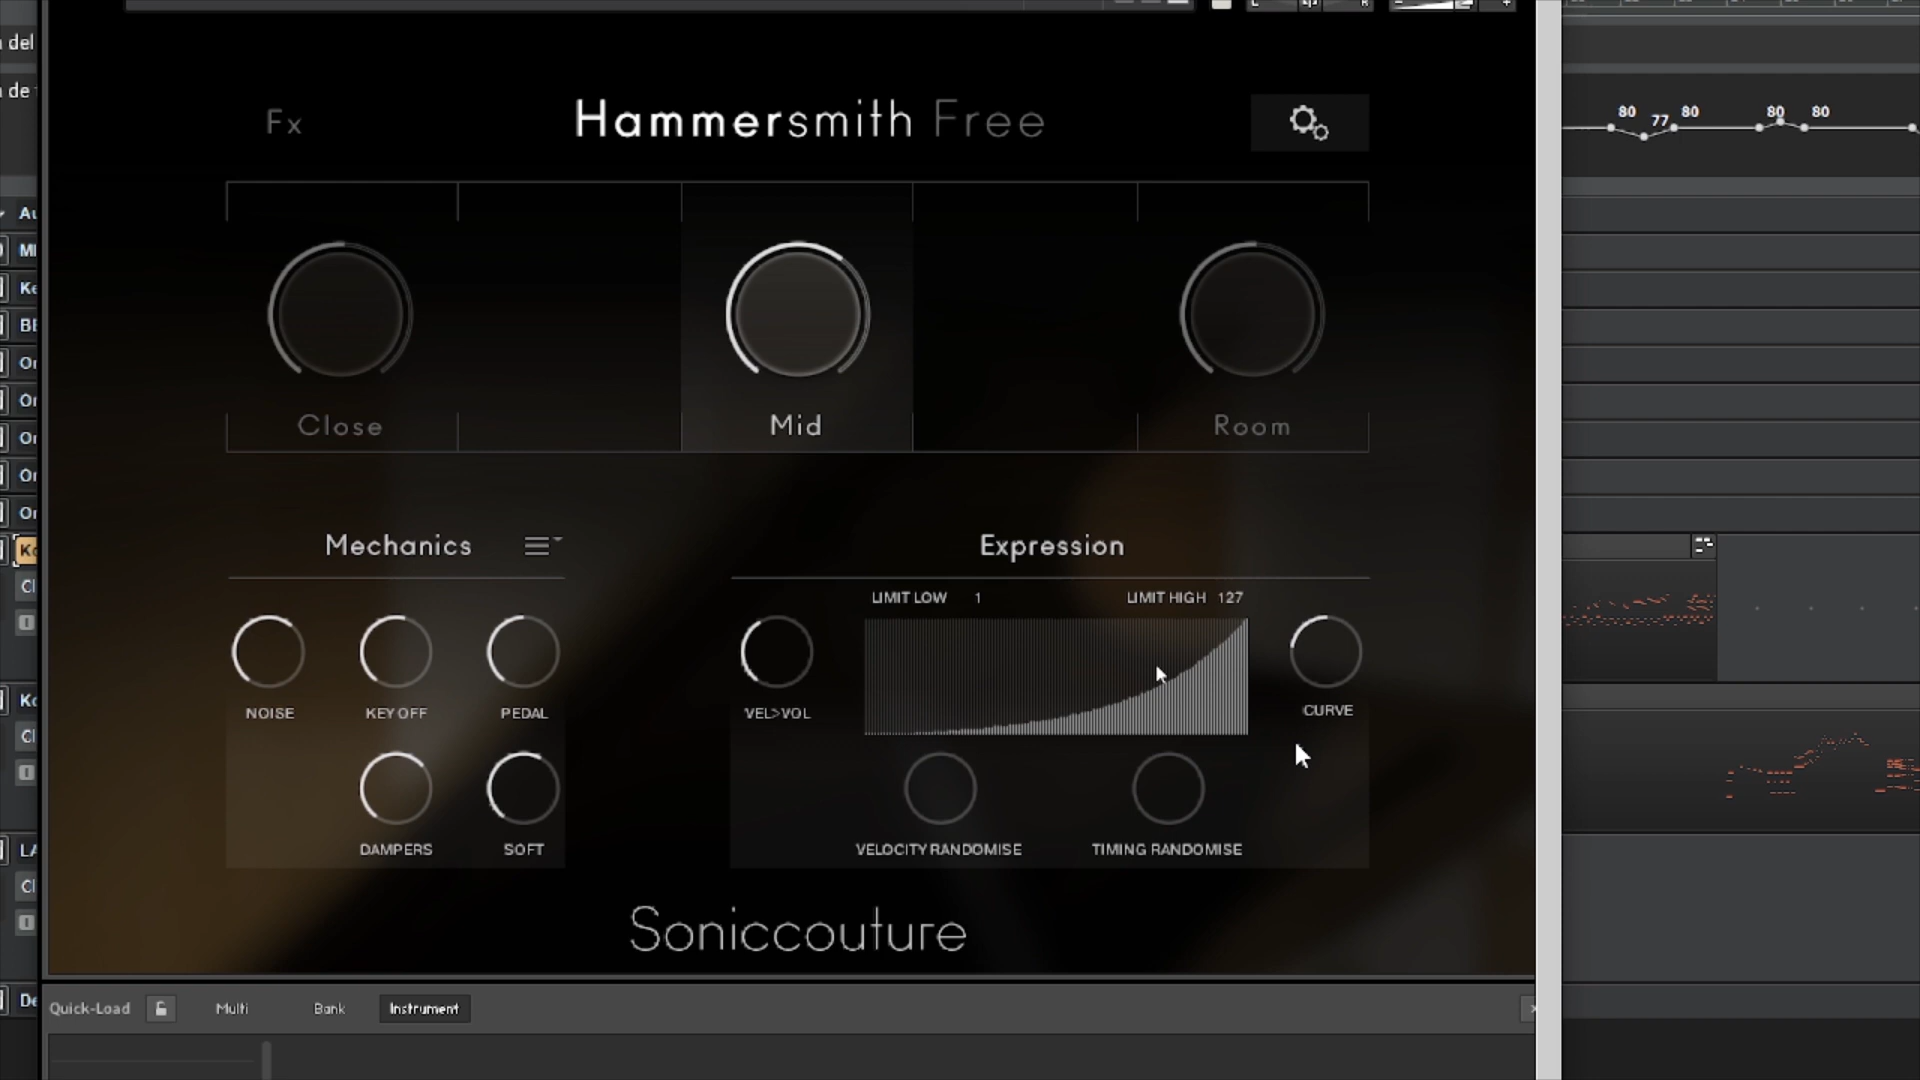 L R
- +
n del
n de
80 77 80 80 80
Fx Hammersmith Free
Close Mid Room
Mechanics Expression
LIMIT LOW 1 LIMIT HIGH 127
NOISE KEY OFF PEDAL VEL>VOL CURVE
DAMPERS SOFT VELOCITY RANDOMISE TIMING RANDOMISE
Soniccouture
Quick-Load Multi Bank Instrument